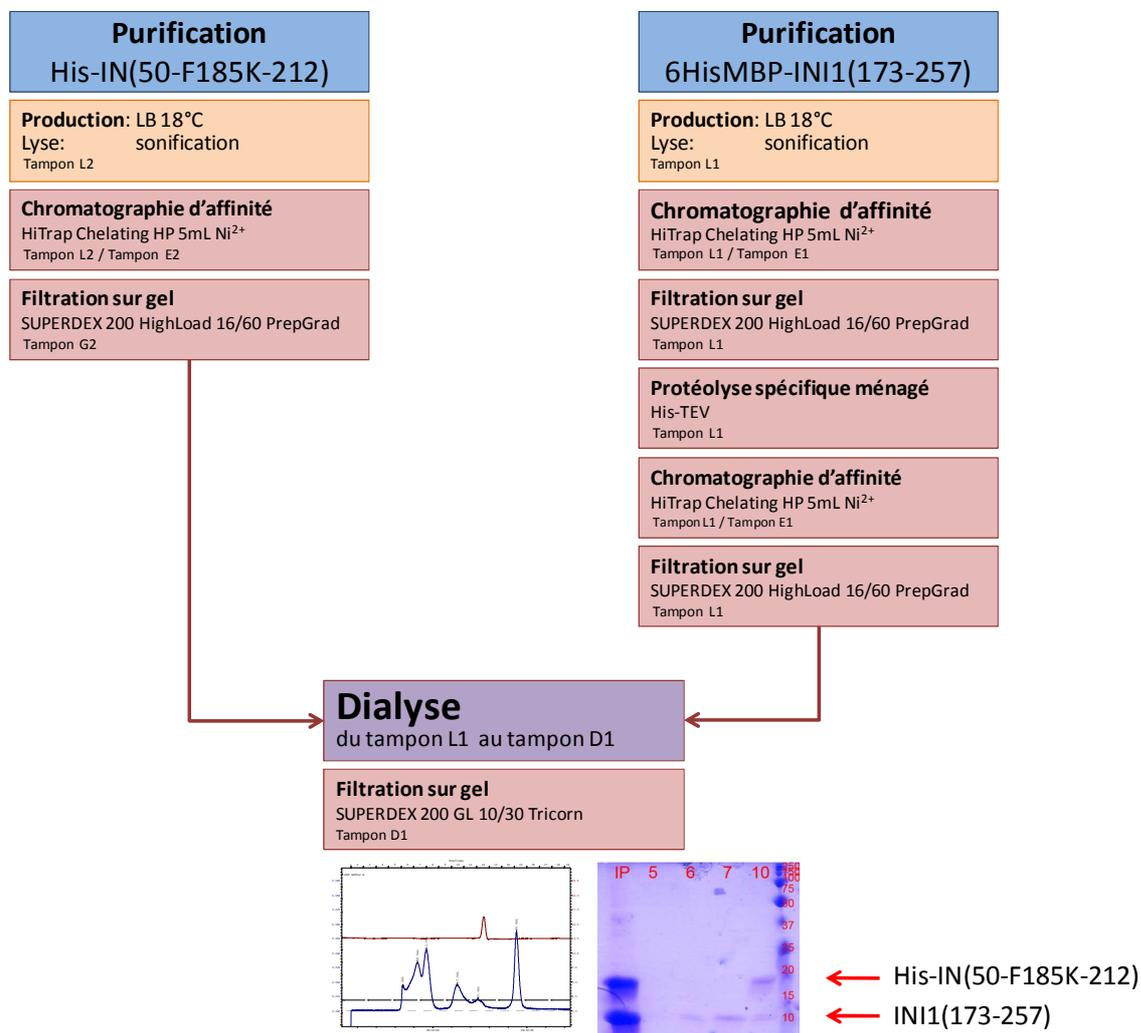 Purification
His-IN(50-F185K-212)
Production: LB 18°C
Lyse: sonification
Tampon L2
Chromatographie d’affinité
HiTrap Chelating HP 5mL Ni²⁺
Tampon L2 / Tampon E2
Filtration sur gel
SUPERDEX 200 HighLoad 16/60 PrepGrad
Tampon G2
Purification
6HisMBP-INI1(173-257)
Production: LB 18°C
Lyse: sonification
Tampon L1
Chromatographie d’affinité
HiTrap Chelating HP 5mL Ni²⁺
Tampon L1 / Tampon E1
Filtration sur gel
SUPERDEX 200 HighLoad 16/60 PrepGrad
Tampon L1
Protéolyse spécifique ménagé
His-TEV
Tampon L1
Chromatographie d’affinité
HiTrap Chelating HP 5mL Ni²⁺
Tampon L1 / Tampon E1
Filtration sur gel
SUPERDEX 200 HighLoad 16/60 PrepGrad
Tampon L1
Dialyse
du tampon L1 au tampon D1
Filtration sur gel
SUPERDEX 200 GL 10/30 Tricorn
Tampon D1
IP 5 6 7 10
75
50
37
25
20
15
10
His-IN(50-F185K-212)
INI1(173-257)